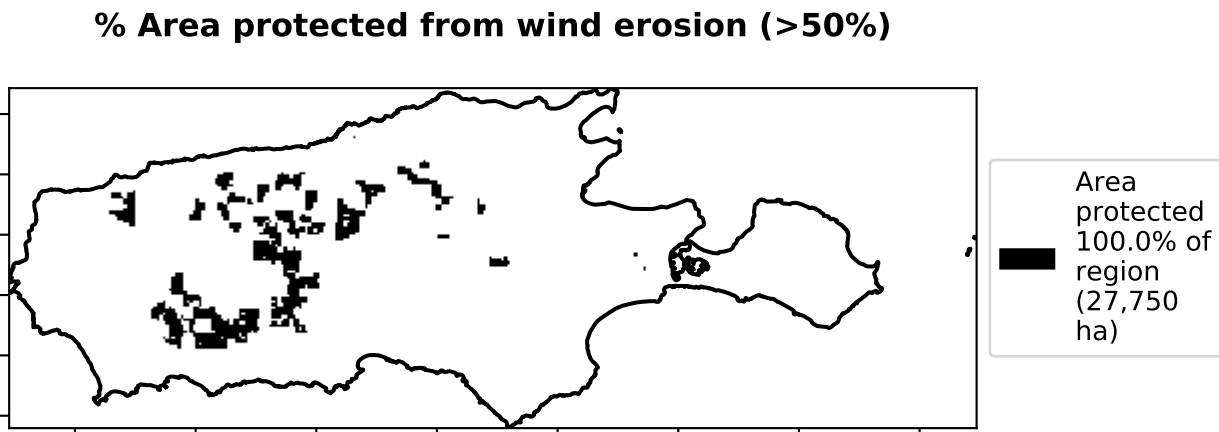 % Area protected from wind erosion (>50%)
Area
protected
100.0% of
region
(27,750
ha)